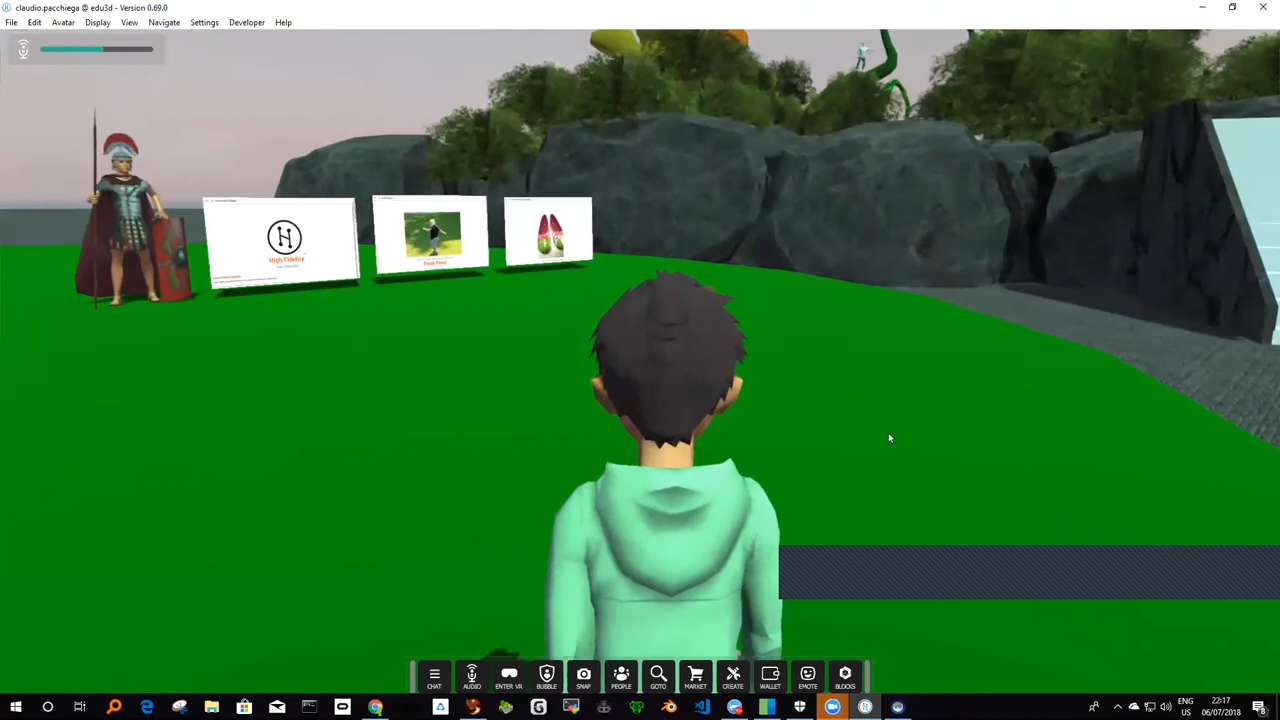 claudio.pacchiega @ edu3d - Version 0.69.0
File Edit Avatar Display View Navigate Settings Developer Help
High Fidelity
CHAT AUDIO ENTER VR BUBBLE SNAP PEOPLE GOTO MARKET CREATE WALLET EMOTE BLOCKS
ENG
US
22:17
06/07/2018